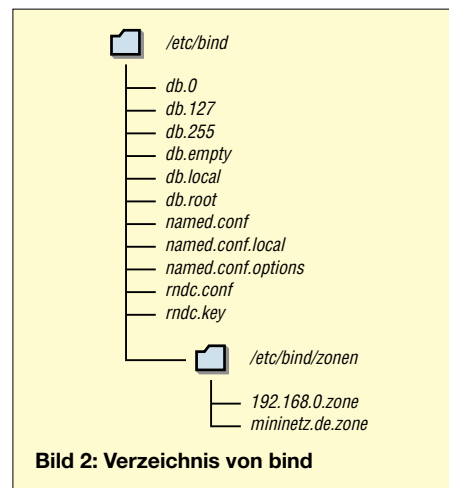 /etc/bind
db.0
db.127
db.255
db.empty
db.local
db.root
named.conf
named.conf.local
named.conf.options
rndc.conf
rndc.key
/etc/bind/zonen
192.168.0.zone
mininetz.de.zone
Bild 2: Verzeichnis von bind